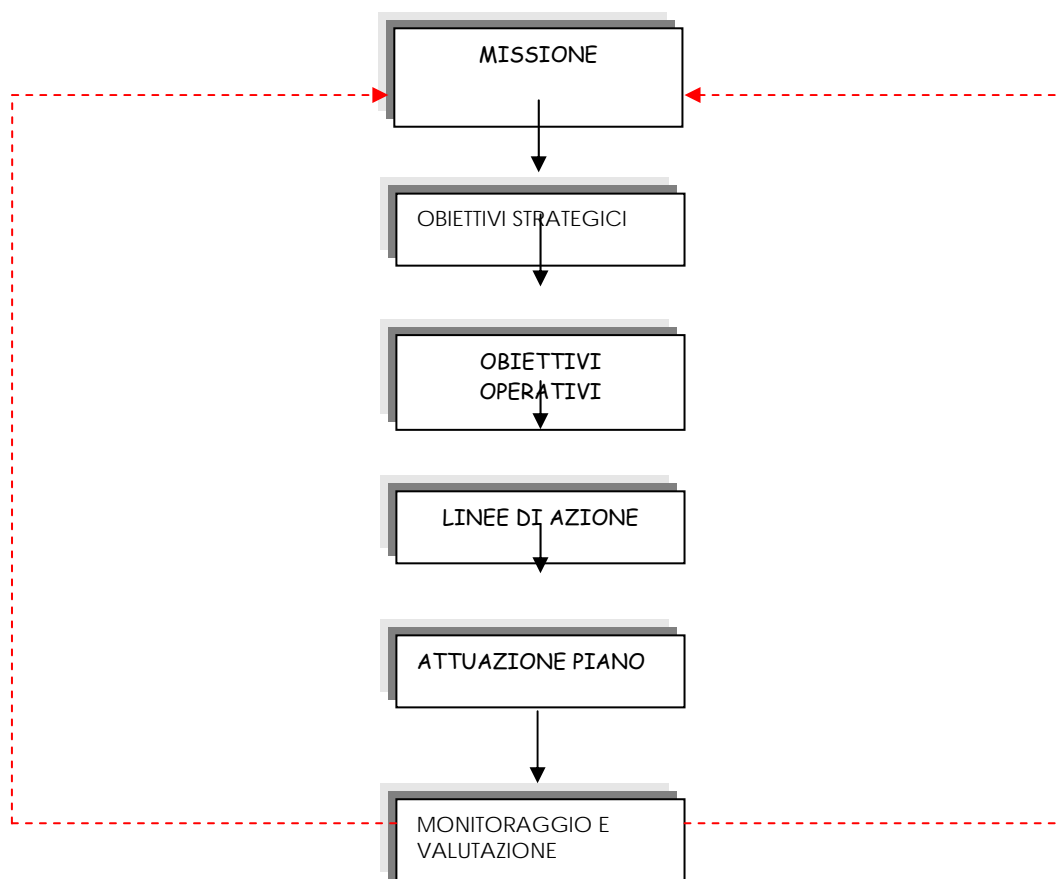 MISSIONE
OBIETTIVI STRATEGICI
OBIETTIVI
OPERATIVI
LINEE DI AZIONE
ATTUAZIONE PIANO
MONITORAGGIO E
VALUTAZIONE